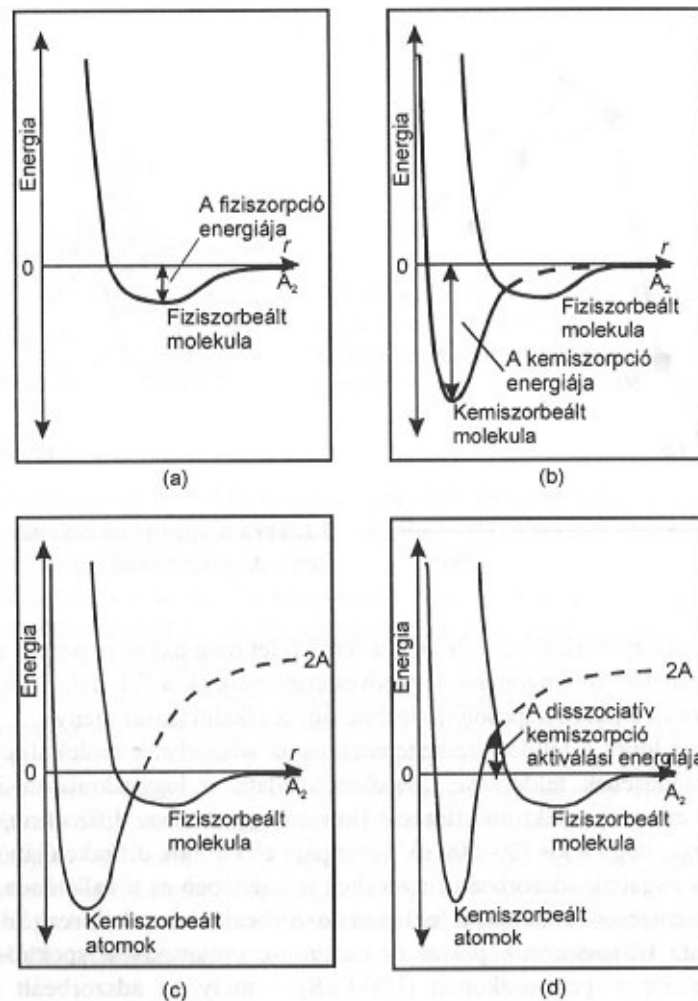 Energia
A fiziszorpció
energiája
r
0
A₂
Fiziszorbeált
molekula
(a)
Energia
r
0
A₂
Fiziszorbeált
molekula
A kemiszorpció
energiája
Kemiszorbeált
molekula
(b)
Energia
2A
r
0
A₂
Fiziszorbeált
molekula
Kemiszorbeált
atomok
(c)
Energia
2A
A disszociatív
kemiszorpció
aktiválási energiája
0
A₂
Fiziszorbeált
molekula
Kemiszorbeált
atomok
(d)